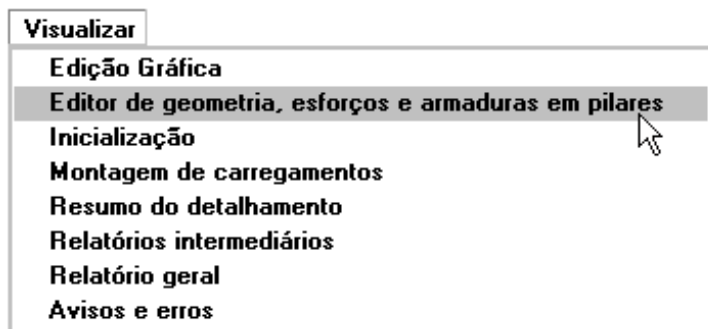 Visualizar
Edição Gráfica
Editor de geometria, esforços e armaduras em pilares
Inicialização
Montagem de carregamentos
Resumo do detalhamento
Relatórios intermediários
Relatório geral
Avisos e erros